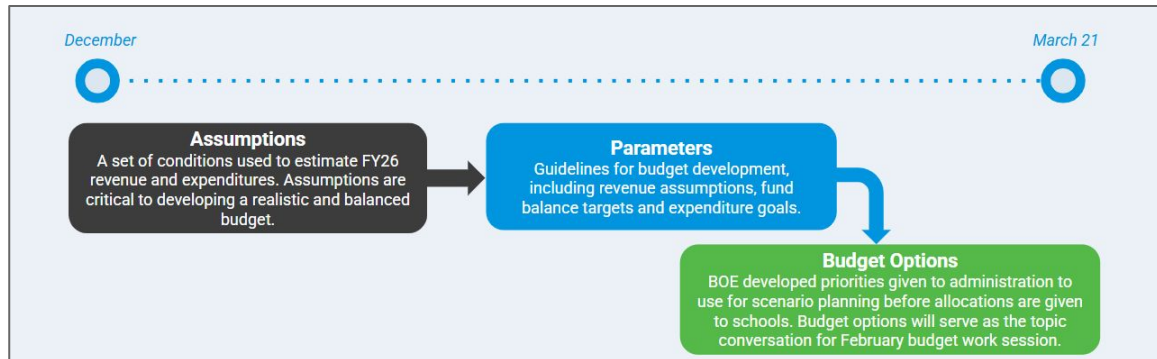 December
March 21
Assumptions
A set of conditions used to estimate FY26
revenue and expenditures. Assumptions are
critical to developing a realistic and balanced
budget.
Parameters
Guidelines for budget development,
including revenue assumptions, fund
balance targets and expenditure goals.
Budget Options
BOE developed priorities given to administration to
use for scenario planning before allocations are given
to schools. Budget options will serve as the topic
conversation for February budget work session.